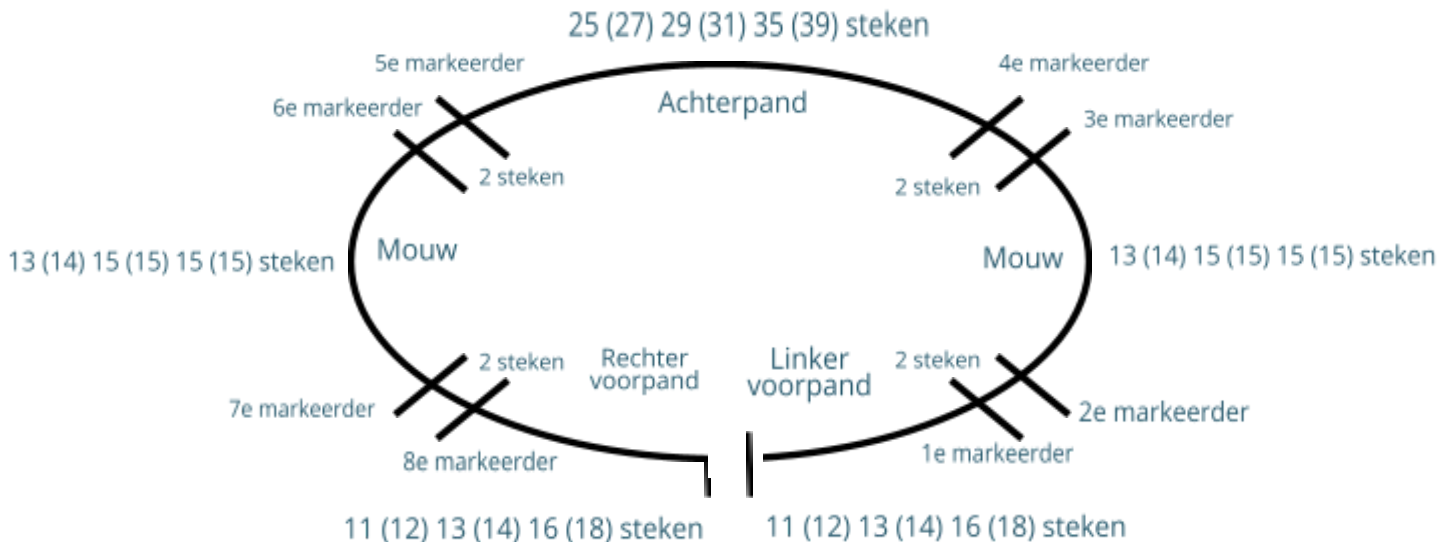 25 (27) 29 (31) 35 (39) steken
5e markeerder
4e markeerder
6e markeerder
Achterpand
3e markeerder
2 steken
2 steken
13 (14) 15 (15) 15 (15) steken
Mouw
Mouw
13 (14) 15 (15) 15 (15) steken
2 steken
Rechter
voorpand
Linker
voorpand
2 steken
7e markeerder
2e markeerder
8e markeerder
1e markeerder
11 (12) 13 (14) 16 (18) steken
11 (12) 13 (14) 16 (18) steken